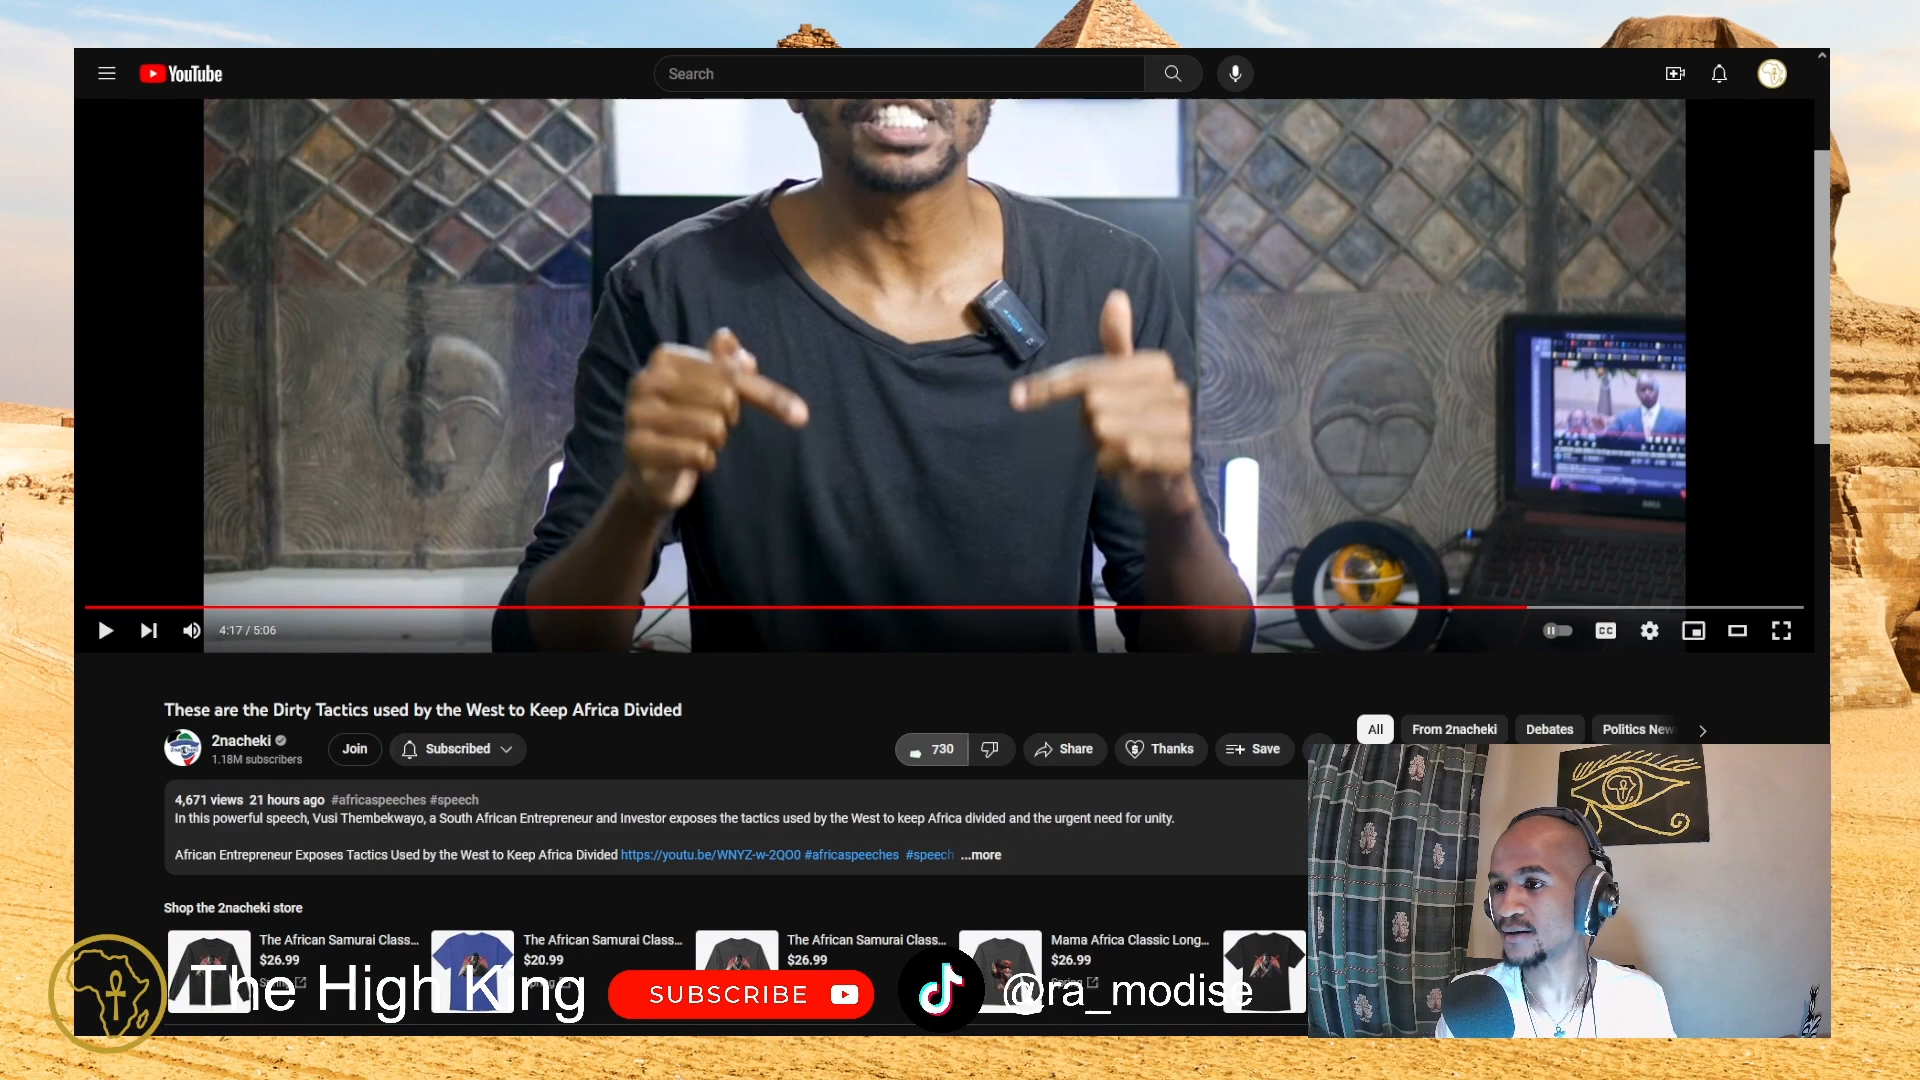 YouTube
Search
4:17 / 5:06
CC
These are the Dirty Tactics used by the West to Keep Africa Divided
2nacheki
1.18M subscribers
Join
Subscribed
730
Share
Thanks
Save
All
From 2nacheki
Debates
Politics New
4,671 views 21 hours ago #africaspeeches #speech
In this powerful speech, Vusi Thembekwayo, a South African Entrepreneur and Investor exposes the tactics used by the West to keep Africa divided and the urgent need for unity.
African Entrepreneur Exposes Tactics Used by the West to Keep Africa Divided https://youtu.be/WNYZ-w-2QO0 #africaspeeches #speech ...more
Shop the 2nacheki store
The African Samurai Class...
$26.99
The African Samurai Class...
$20.99
The African Samurai Class...
$26.99
Mama Africa Classic Long...
$26.99
The High King
SUBSCRIBE
@ra_modise